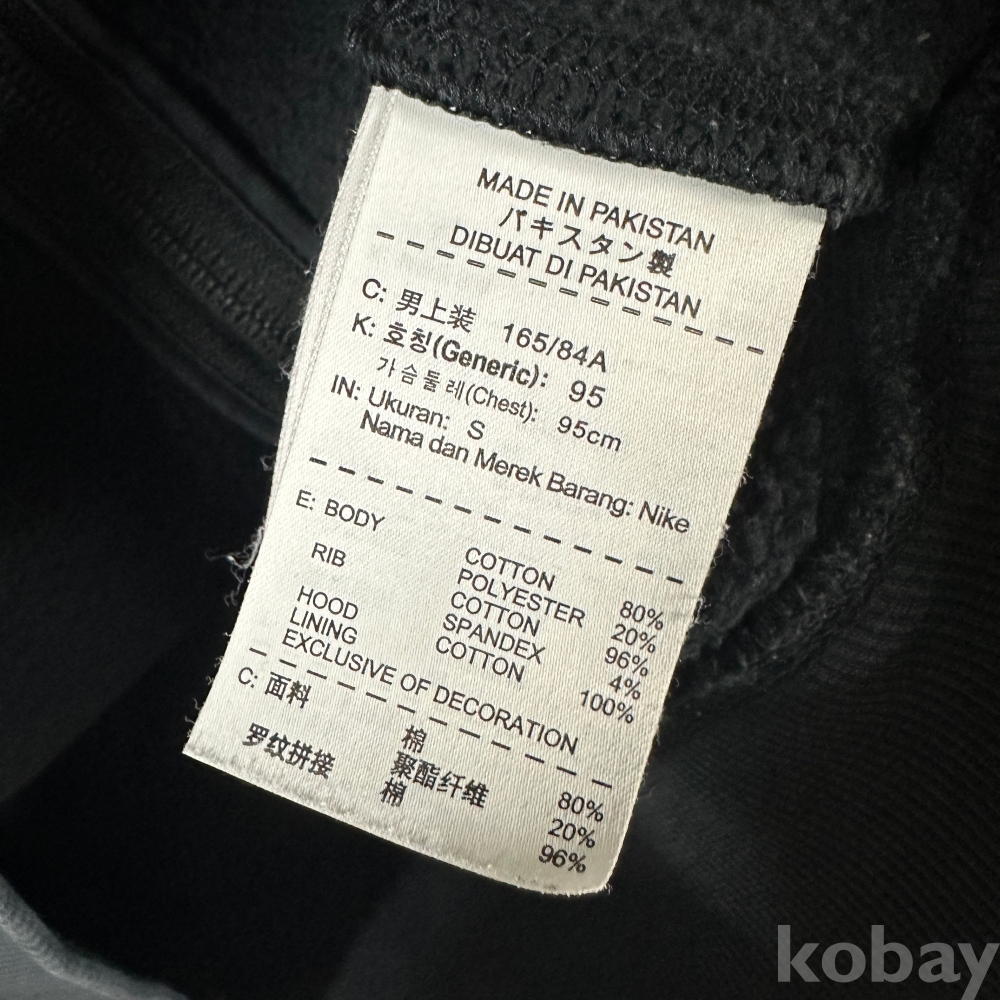 MADE IN PAKISTAN
パキスタン製
DIBUAT DI PAKISTAN
C: 男上装 165/84A
K: 호칭(Generic): 95
가슴둘레(Chest): 95cm
IN: Ukuran: S
Nama dan Merek Barang: Nike
E: BODY COTTON 80%
POLYESTER 20%
RIB COTTON 96%
SPANDEX 4%
HOOD LINING COTTON 100%
EXCLUSIVE OF DECORATION
C: 面料 棉 80%
聚酯纤维 20%
罗纹拼接 棉 96%
kobay